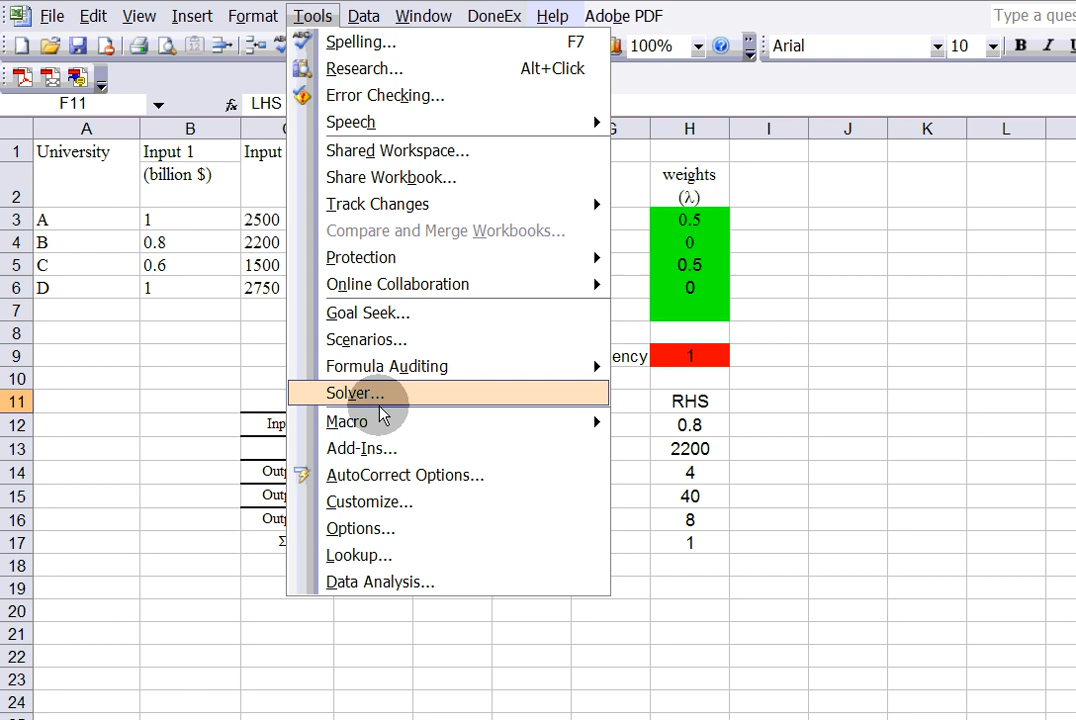 File Edit View Insert Format Tools Data Window DoneEx Help Adobe PDF Type a ques
Spelling... F7
100% Arial 10 B I U
Research... Alt+Click
Error Checking...
F11 fx LHS
Speech
A B H I J K L
Shared Workspace...
1 University Input 1 Input
Share Workbook...
2 (billion $) weights
(λ)
Track Changes
3 A 1 2500 0.5
Compare and Merge Workbooks...
4 B 0.8 2200 0
Protection
5 C 0.6 1500 0.5
Online Collaboration
6 D 1 2750 0
Goal Seek...
7
8
Scenarios...
9 ency 1
Formula Auditing
10
Solver...
11 RHS
Macro
12 Inp 0.8
Add-Ins...
13 2200
AutoCorrect Options...
14 Outp 4
Customize...
15 Outp 40
Options...
16 Outp 8
17 Σ 1
Lookup...
18
Data Analysis...
19
20
21
22
23
24